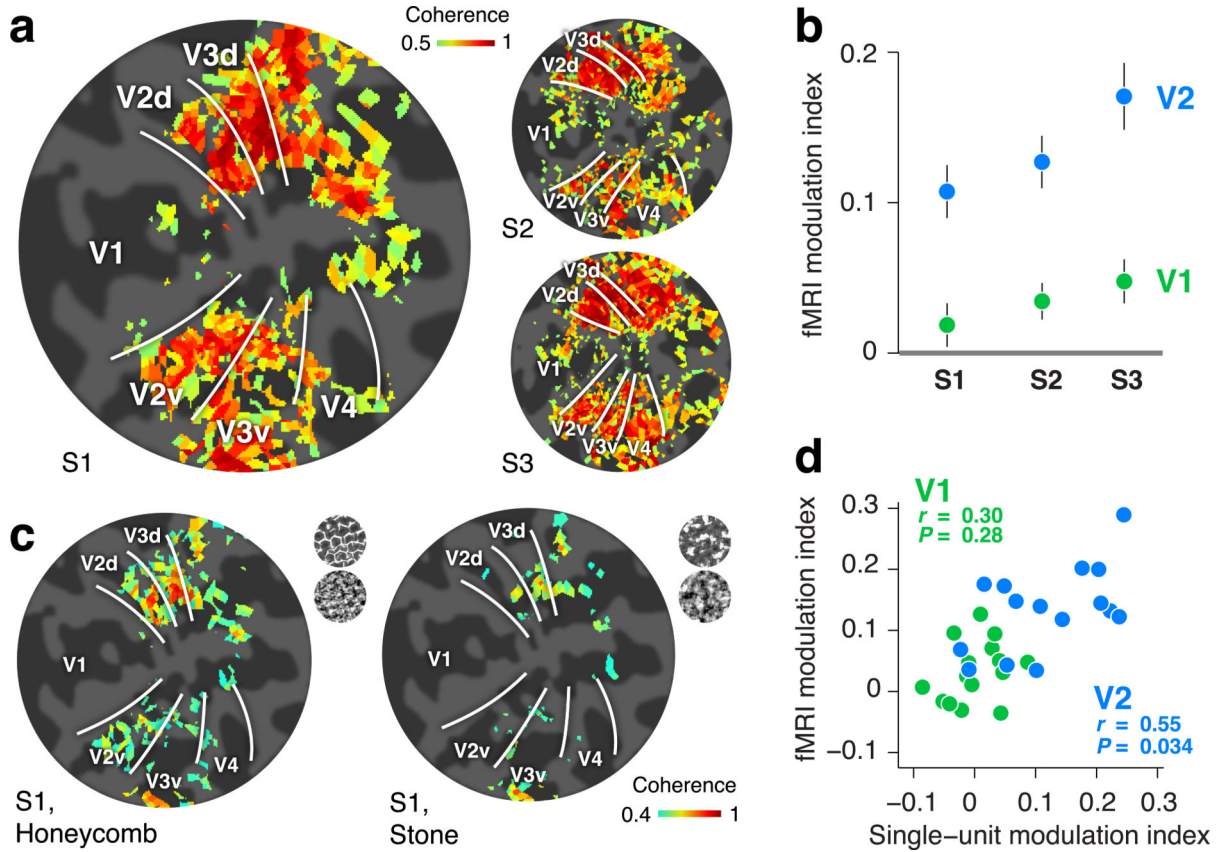 a
Coherence
0.5 1
V3d
V2d
V1
V2v
V3v
V4
S1
V3d
V2d
V1
V2v
V3v
V4
S2
V3d
V2d
V1
V2v
V3v
V4
S3
b
fMRI modulation index
0.2
0.1
0
V2
V1
S1 S2 S3
c
V3d
V2d
V1
V2v
V3v
V4
S1,
Honeycomb
V3d
V2d
V1
V2v
V3v
V4
S1,
Stone
Coherence
0.4 1
d
fMRI modulation index
0.3
0.2
0.1
0
−0.1
V1
r = 0.30
P = 0.28
V2
r = 0.55
P = 0.034
−0.1 0 0.1 0.2 0.3
Single−unit modulation index